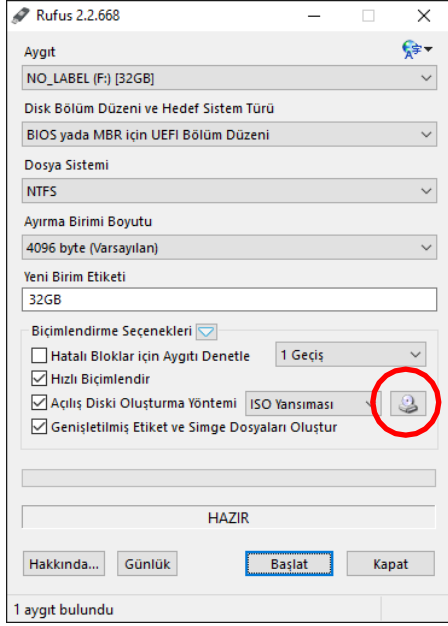 Rufus 2.2.668
Aygıt
NO_LABEL (F:) [32GB]
Disk Bölüm Düzeni ve Hedef Sistem Türü
BIOS yada MBR için UEFI Bölüm Düzeni
Dosya Sistemi
NTFS
Ayırma Birimi Boyutu
4096 byte (Varsayılan)
Yeni Birim Etiketi
32GB
Biçimlendirme Seçenekleri
Hatalı Bloklar için Aygıtı Denetle 1 Geçiş
Hızlı Biçimlendir
Açılış Diski Oluşturma Yöntemi ISO Yansıması
Genişletilmiş Etiket ve Simge Dosyaları Oluştur
HAZIR
Hakkında... Günlük Başlat Kapat
1 aygıt bulundu